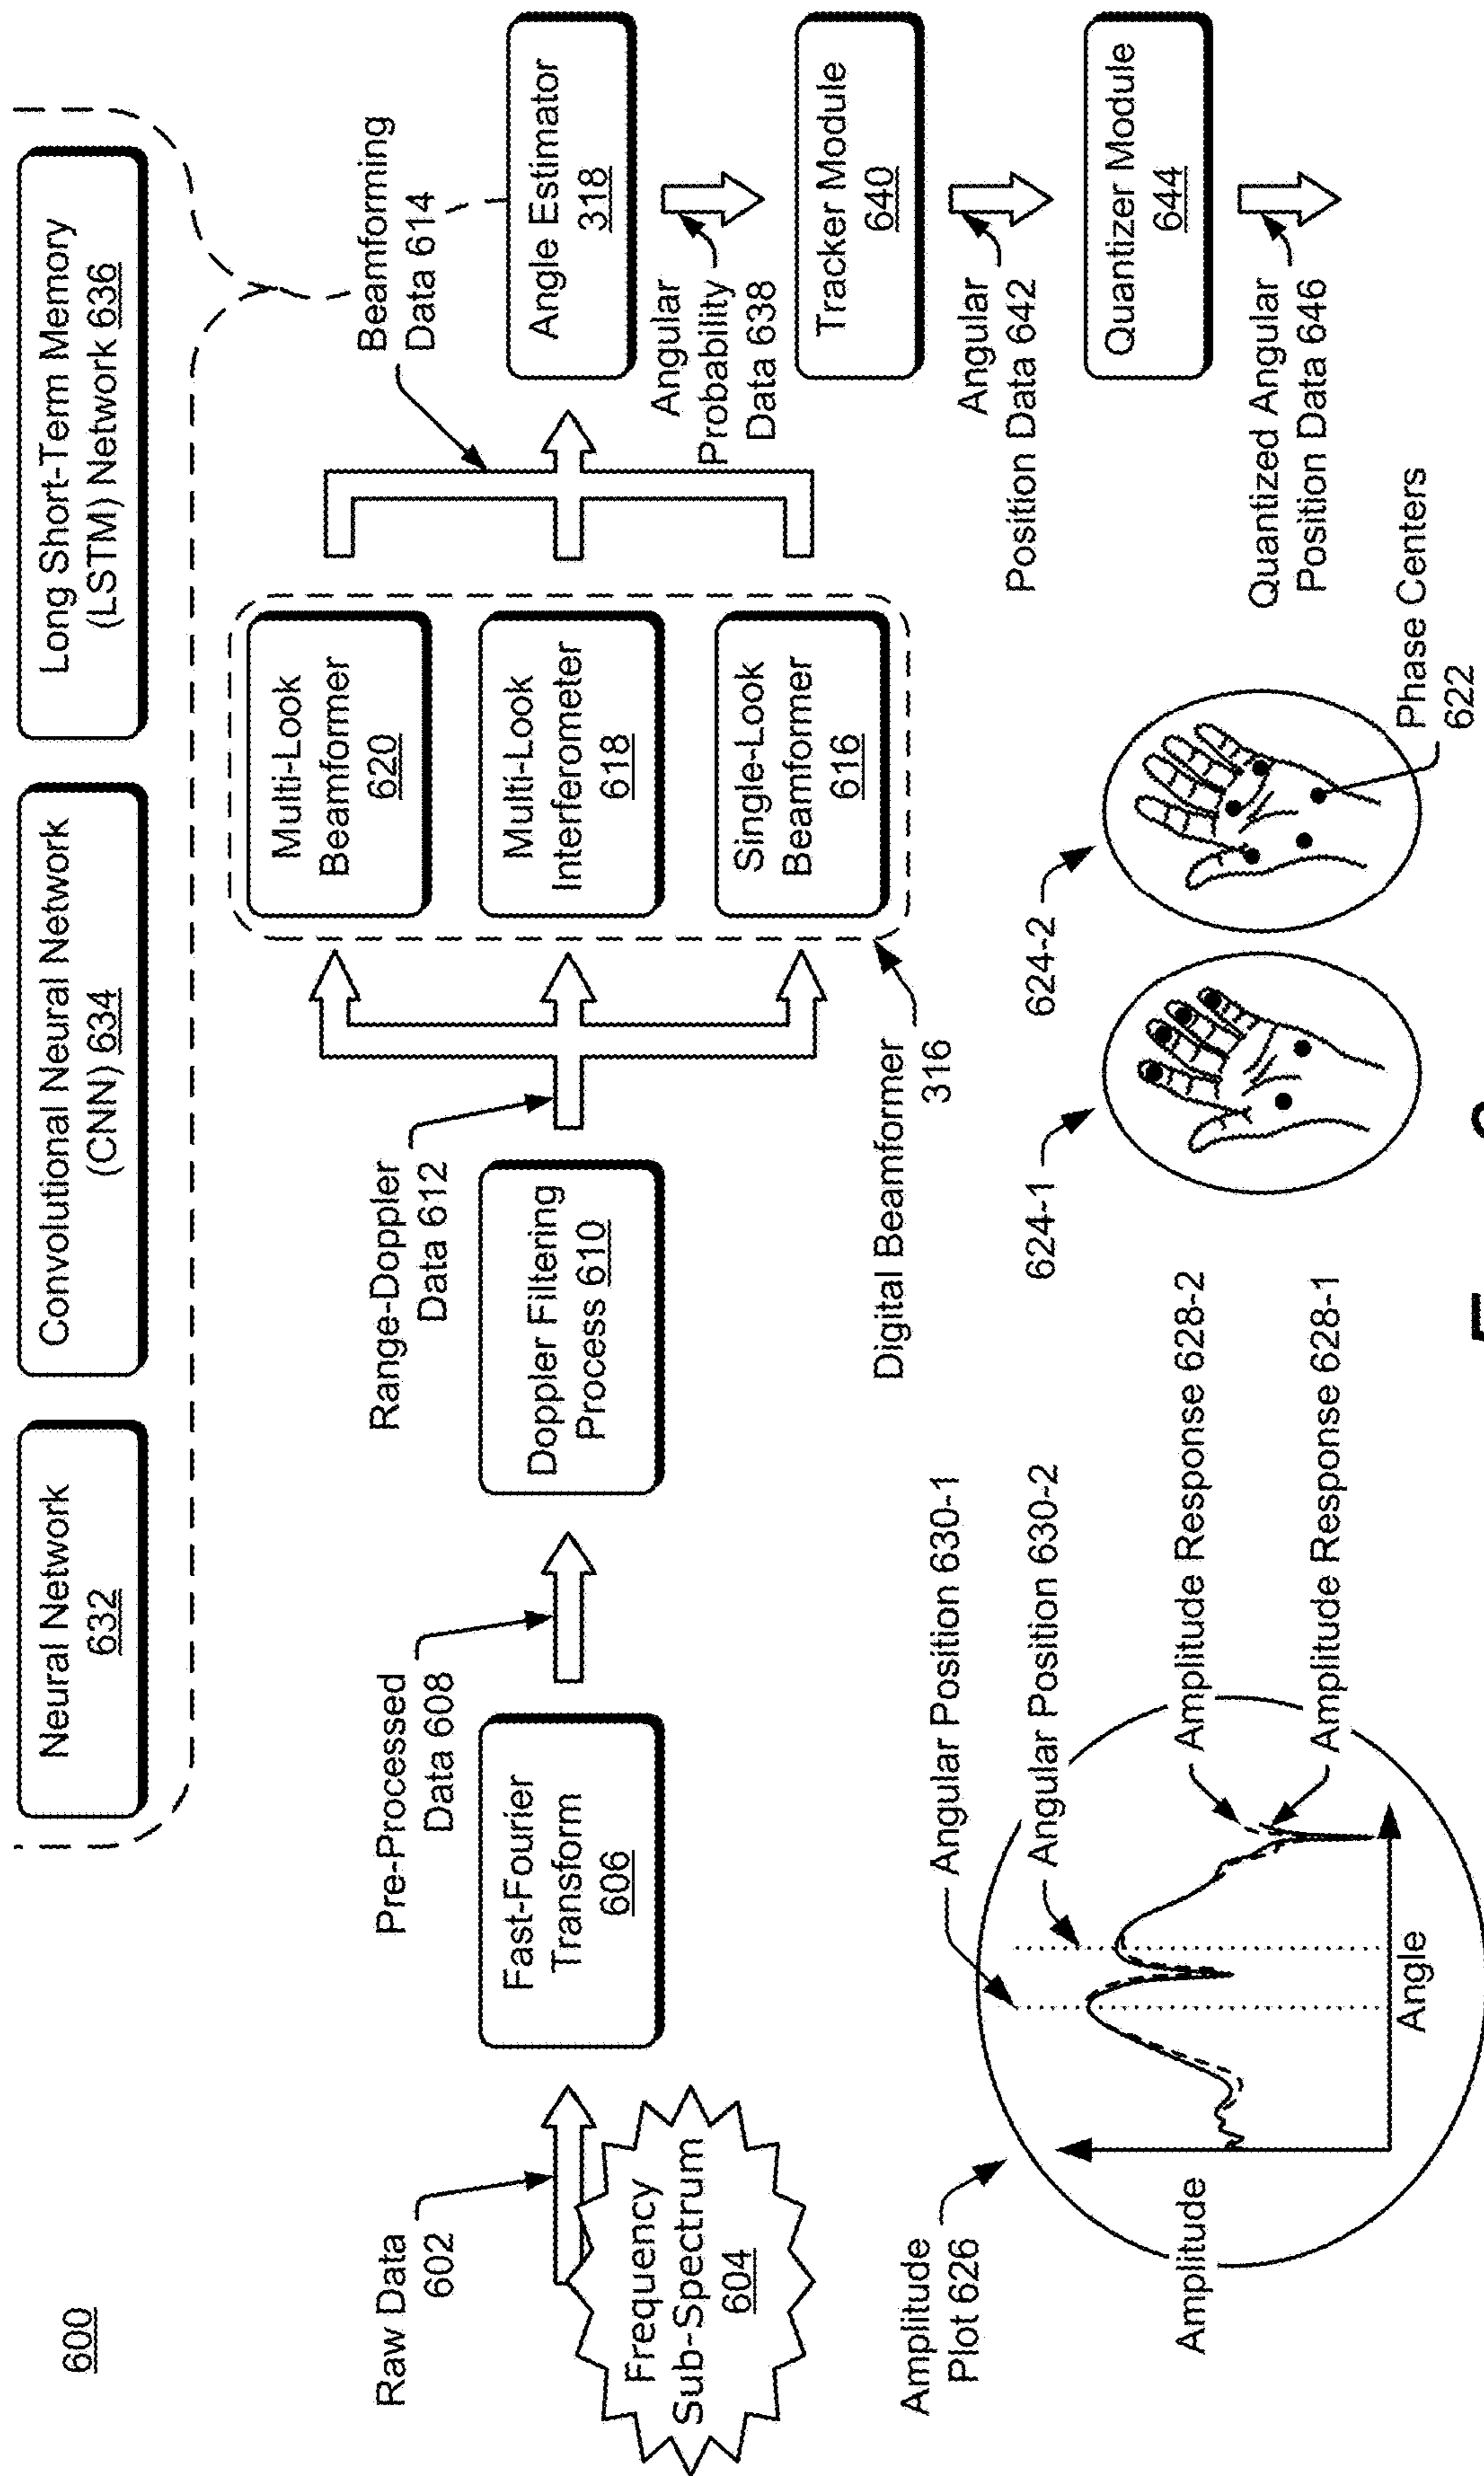 600
Neural Network
632
Convolutional Neural Network
(CNN) 634
Long Short-Term Memory
(LSTM) Network 636
Raw Data
602
Frequency
Sub-Spectrum
604
Fast-Fourier
Transform
606
Pre-Processed
Data 608
Doppler Filtering
Process 610
Range-Doppler
Data 612
Multi-Look
Beamformer
620
Multi-Look
Interferometer
618
Single-Look
Beamformer
616
Digital Beamformer
316
Beamforming
Data 614
Angle Estimator
318
Angular
Probability
Data 638
Tracker Module
640
Angular
Position Data 642
Quantizer Module
644
Quantized Angular
Position Data 646
Amplitude
Plot 626
Amplitude
Angle
Angular Position 630-1
Angular Position 630-2
Amplitude Response 628-2
Amplitude Response 628-1
624-1
624-2
Phase Centers
622